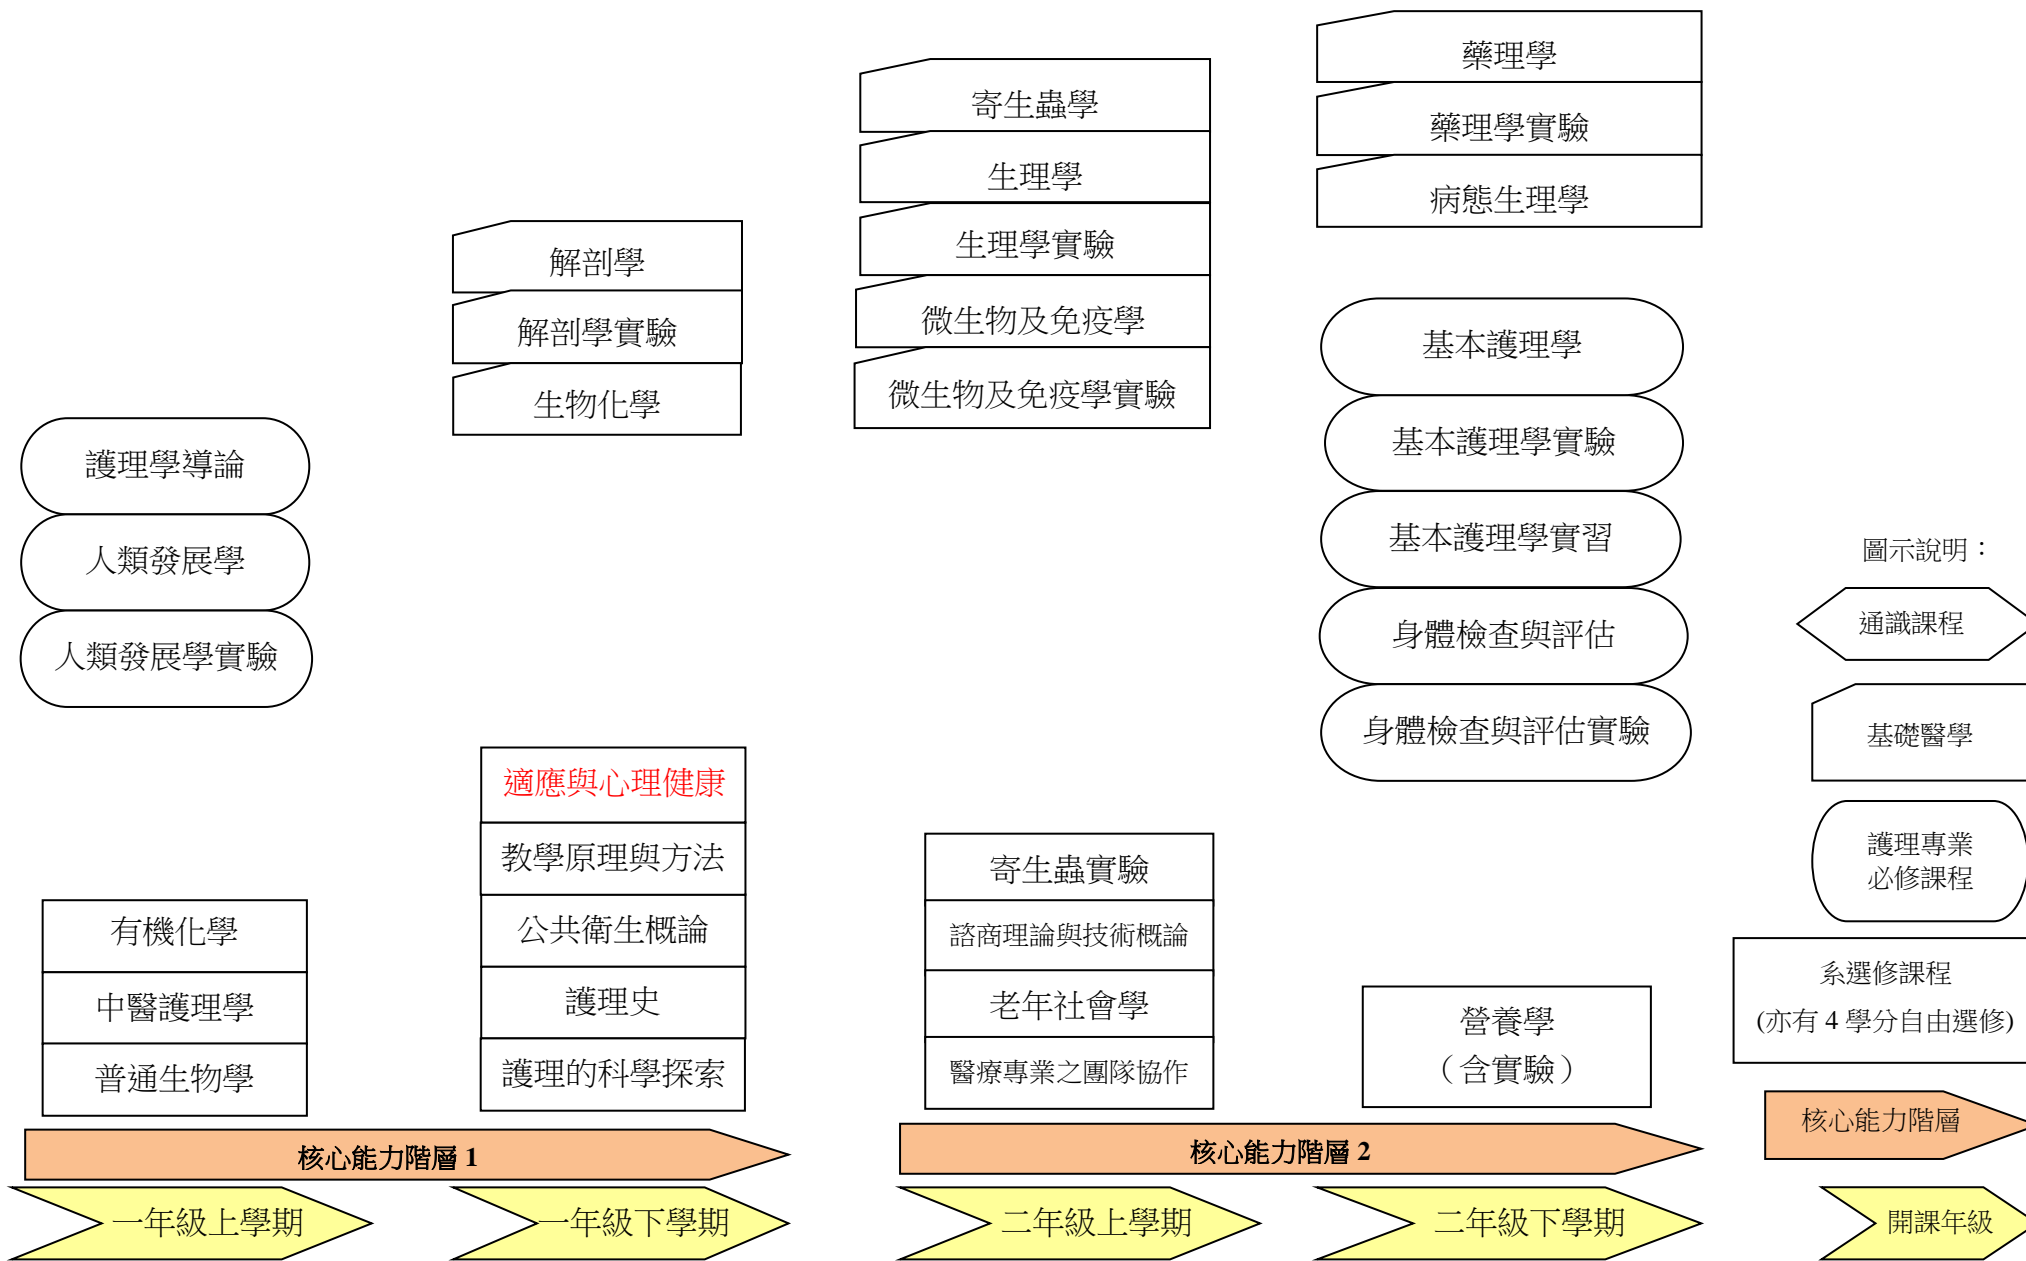 護理學導論
人類發展學
人類發展學實驗
有機化學
中醫護理學
普通生物學
解剖學
解剖學實驗
生物化學
適應與心理健康
教學原理與方法
公共衛生概論
護理史
護理的科學探索
寄生蟲學
生理學
生理學實驗
微生物及免疫學
微生物及免疫學實驗
寄生蟲實驗
諮商理論與技術概論
老年社會學
醫療專業之團隊協作
藥理學
藥理學實驗
病態生理學
基本護理學
基本護理學實驗
基本護理學實習
身體檢查與評估
身體檢查與評估實驗
營養學
（含實驗）
核心能力階層 1
核心能力階層 2
一年級上學期
一年級下學期
二年級上學期
二年級下學期
圖示說明：
通識課程
基礎醫學
護理專業
必修課程
系選修課程
(亦有 4 學分自由選修)
核心能力階層
開課年級